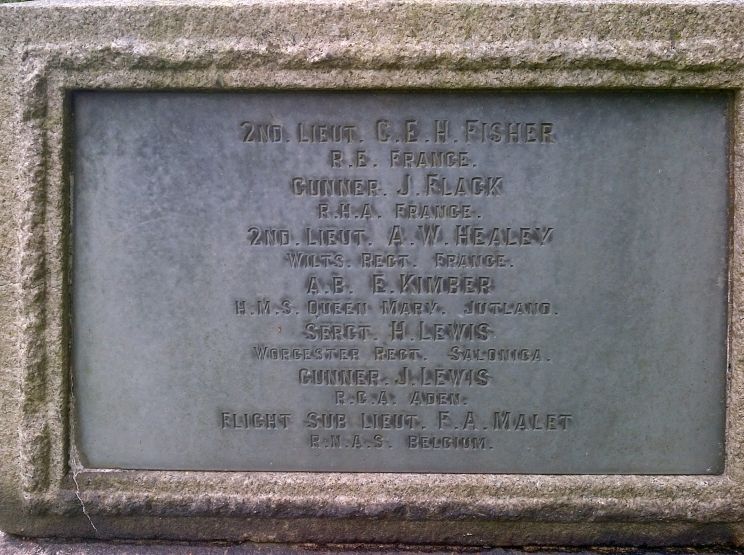 2ND. LIEUT. C.E.H. FISHER
R.E. FRANCE.
GUNNER. J. FLACK
R.H.A. FRANCE.
2ND. LIEUT. A.W. HEALEY
WILTS. REGT. FRANCE.
A.B. E. KIMBER
H.M.S. QUEEN MARY. JUTLAND.
SERGT. H. LEWIS
WORCESTER REGT. SALONICA.
GUNNER. J. LEWIS
R.G.A. ADEN.
FLIGHT SUB LIEUT. F.A. MALET
R.N.A.S. BELGIUM.